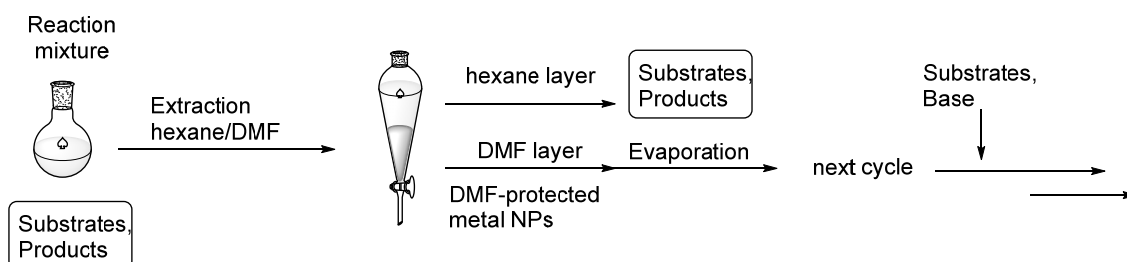 Reaction
mixture
Extraction
hexane/DMF
Substrates,
Products
hexane layer
Substrates,
Products
DMF layer
Evaporation
DMF-protected
metal NPs
next cycle
Substrates,
Base